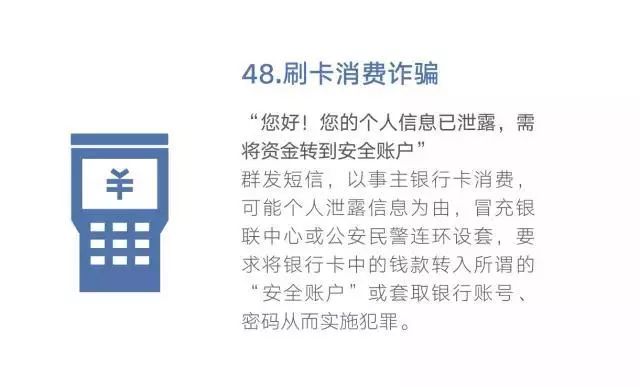 48.刷卡消费诈骗
“您好！您的个人信息已泄露，需
将资金转到安全账户”
群发短信，以事主银行卡消费，
可能个人泄露信息为由，冒充银
联中心或公安民警连环设套，要
求将银行卡中的钱款转入所谓的
“安全账户”或套取银行账号、
密码从而实施犯罪。